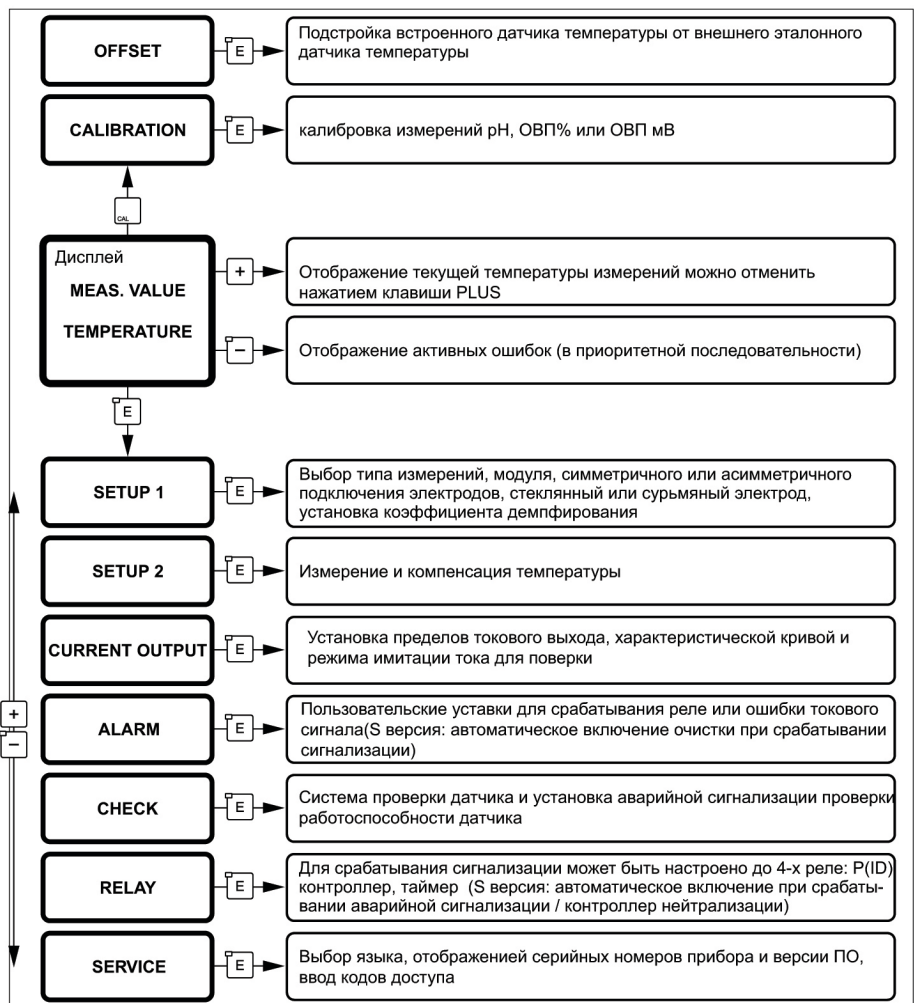 OFFSET
E
Подстройка встроенного датчика температуры от внешнего эталонного
датчика температуры
CALIBRATION
E
калибровка измерений pH, ОВП% или ОВП мВ
CAL
Дисплей
MEAS. VALUE
TEMPERATURE
+
Отображение текущей температуры измерений можно отменить
нажатием клавиши PLUS
−
Отображение активных ошибок (в приоритетной последовательности)
E
SETUP 1
E
Выбор типа измерений, модуля, симметричного или асимметричного
подключения электродов, стеклянный или сурьмяный электрод,
установка коэффициента демпфирования
SETUP 2
E
Измерение и компенсация температуры
CURRENT OUTPUT
E
Установка пределов токового выхода, характеристической кривой и
режима имитации тока для поверки
+
−
ALARM
E
Пользовательские уставки для срабатывания реле или ошибки токового
сигнала(S версия: автоматическое включение очистки при срабатывании
сигнализации)
CHECK
E
Система проверки датчика и установка аварийной сигнализации проверки
работоспособности датчика
RELAY
E
Для срабатывания сигнализации может быть настроено до 4-х реле: P(ID)
контроллер, таймер (S версия: автоматическое включение при срабаты-
вании аварийной сигнализации / контроллер нейтрализации)
SERVICE
E
Выбор языка, отображенией серийных номеров прибора и версии ПО,
ввод кодов доступа